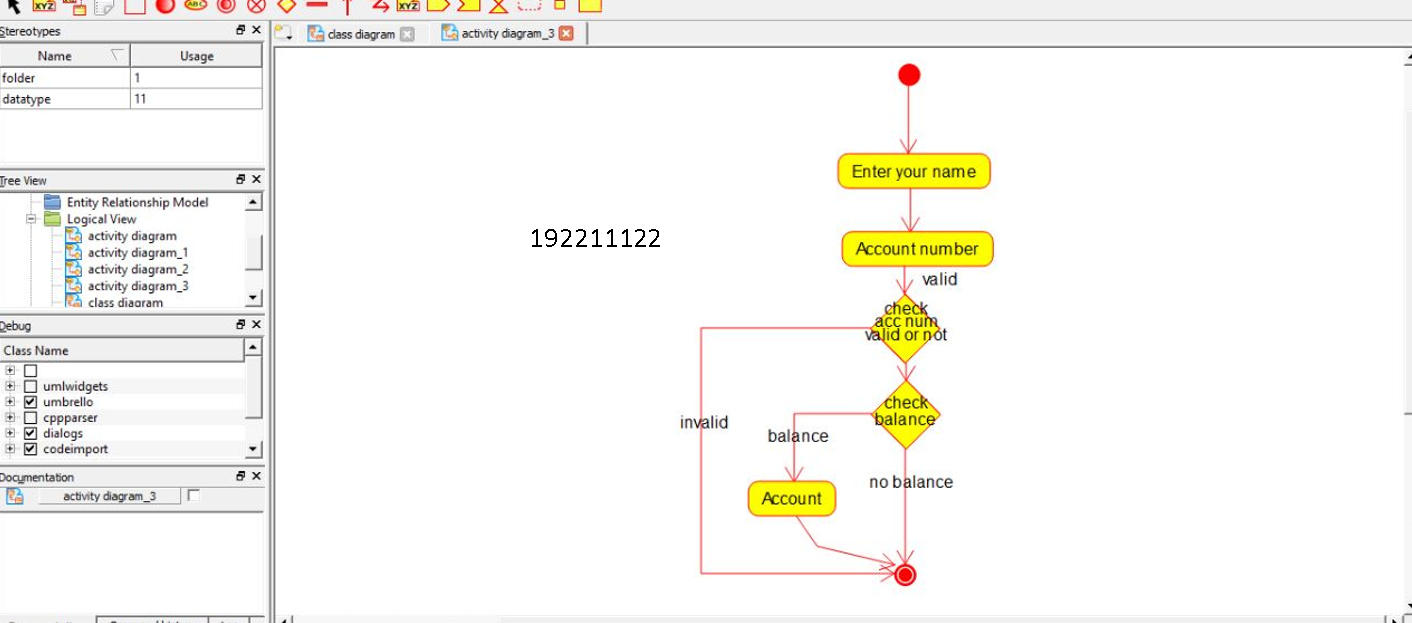 XYZ
ABC
XYZ
Stereotypes
Name Usage
folder 1
datatype 11
Tree View
Entity Relationship Model
Logical View
activity diagram
activity diagram_1
activity diagram_2
activity diagram_3
class diagram
Debug
Class Name
umlwidgets
umbrello
cppparser
dialogs
codeimport
Documentation
activity diagram_3
class diagram
activity diagram_3
192211122
Enter your name
Account number
valid
check
acc num
valid or not
check
balance
invalid
balance
no balance
Account